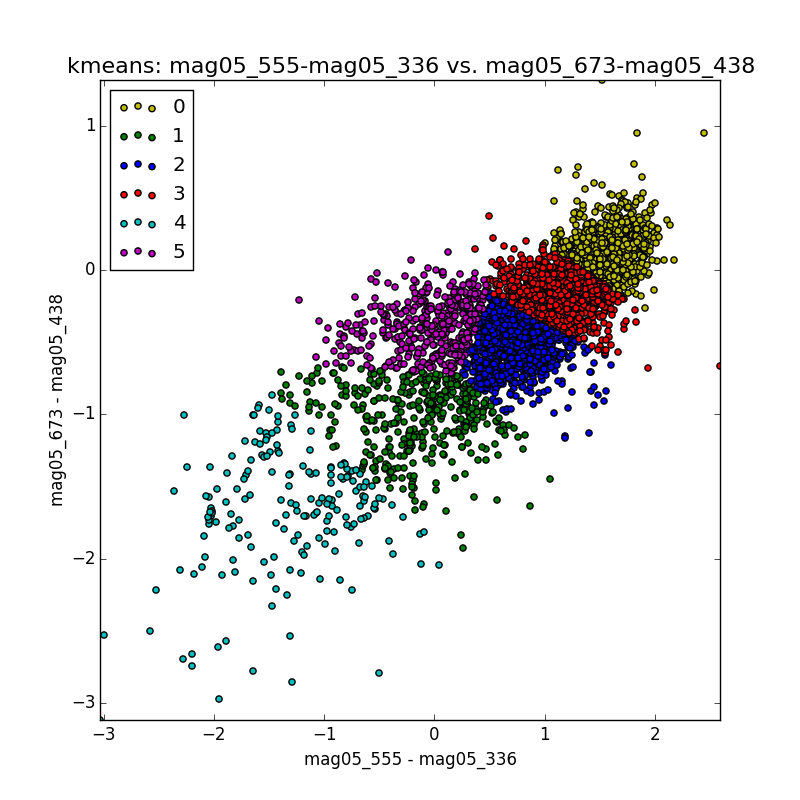 kmeans: mag05_555-mag05_336 vs. mag05_673-mag05_438
0
1
2
3
4
5
1
0
−1
−2
−3
mag05_673 - mag05_438
−3 −2 −1 0 1 2
mag05_555 - mag05_336